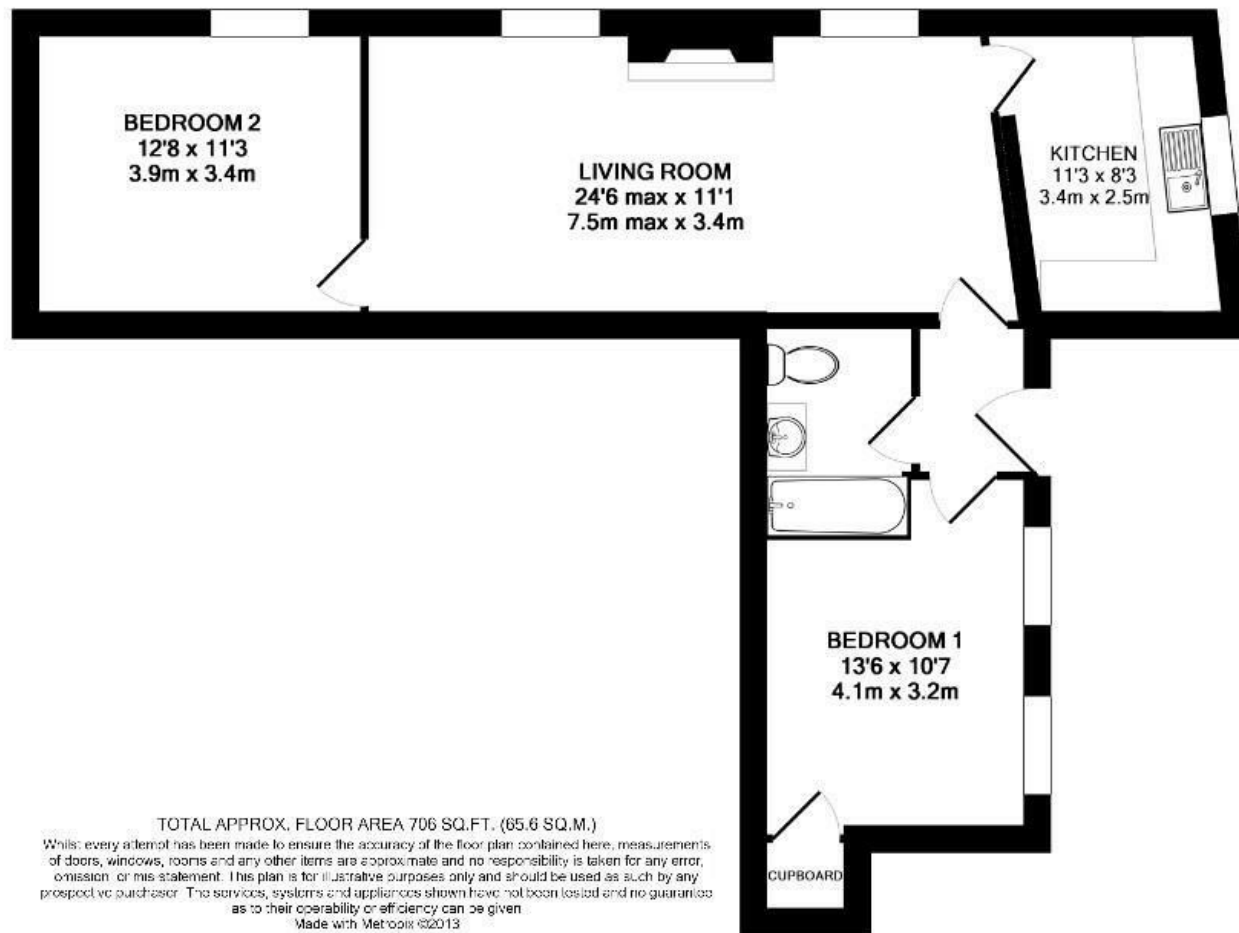 BEDROOM 2
12'8 x 11'3
3.9m x 3.4m
LIVING ROOM
24'6 max x 11'1
7.5m max x 3.4m
KITCHEN
11'3 x 8'3
3.4m x 2.5m
BEDROOM 1
13'6 x 10'7
4.1m x 3.2m
CUPBOARD
TOTAL APPROX. FLOOR AREA 706 SQ.FT. (65.6 SQ.M.)
Whilst every attempt has been made to ensure the accuracy of the floor plan contained here, measurements
of doors, windows, rooms and any other items are approximate and no responsibility is taken for any error,
omission, or mis-statement. This plan is for illustrative purposes only and should be used as such by any
prospective purchaser. The services, systems and appliances shown have not been tested and no guarantee
as to their operability or efficiency can be given
Made with Metropix ©2013